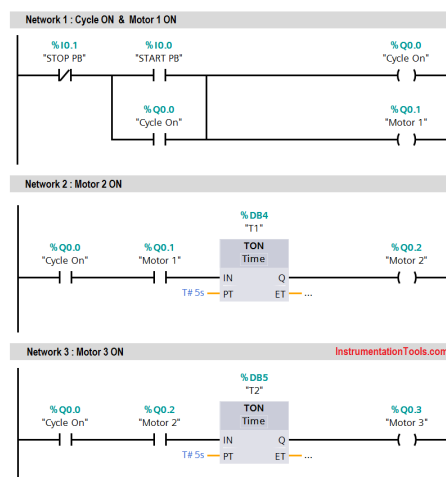 Network 1 : Cycle ON & Motor 1 ON
%I0.1 %I0.0 %Q0.0
"STOP PB" "START PB" "Cycle On"
%Q0.0 %Q0.1
"Cycle On" "Motor 1"
Network 2 : Motor 2 ON
%DB4
"T1"
%Q0.0 %Q0.1 TON %Q0.2
"Cycle On" "Motor 1" Time "Motor 2"
IN Q
T# 5s PT ET ...
Network 3 : Motor 3 ON InstrumentationTools.com
%DB5
"T2"
%Q0.0 %Q0.2 TON %Q0.3
"Cycle On" "Motor 2" Time "Motor 3"
IN Q
T# 5s PT ET ...